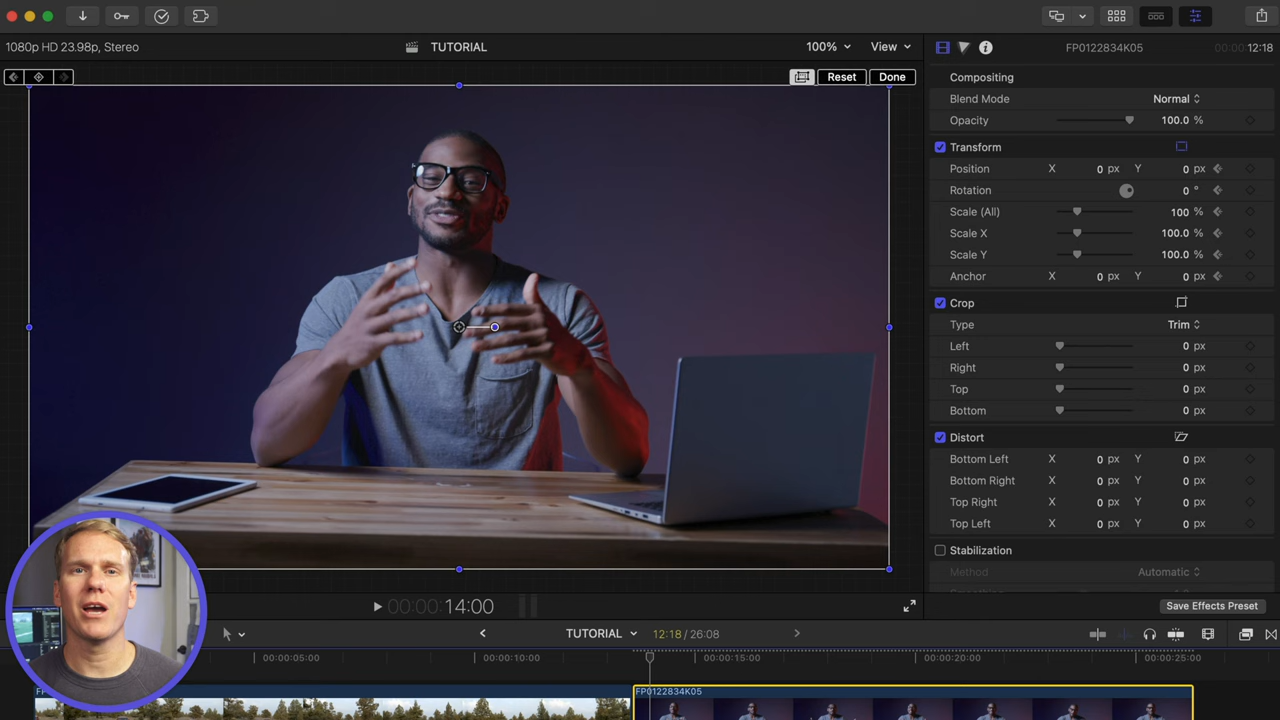 1080p HD 23.98p, Stereo
TUTORIAL
100%
View
FP0122834K05
00:00:12:18
Reset
Done
Compositing
Blend Mode Normal
Opacity 100.0 %
Transform
Position X 0 px Y 0 px
Rotation 0 °
Scale (All) 100 %
Scale X 100.0 %
Scale Y 100.0 %
Anchor X 0 px Y 0 px
Crop
Type Trim
Left 0 px
Right 0 px
Top 0 px
Bottom 0 px
Distort
Bottom Left X 0 px Y 0 px
Bottom Right X 0 px Y 0 px
Top Right X 0 px Y 0 px
Top Left X 0 px Y 0 px
Stabilization
Method Automatic
Save Effects Preset
00:00:14:00
TUTORIAL
12:18 / 26:08
00:00:05:00
00:00:10:00
00:00:15:00
00:00:20:00
00:00:25:00
FP0122834K05